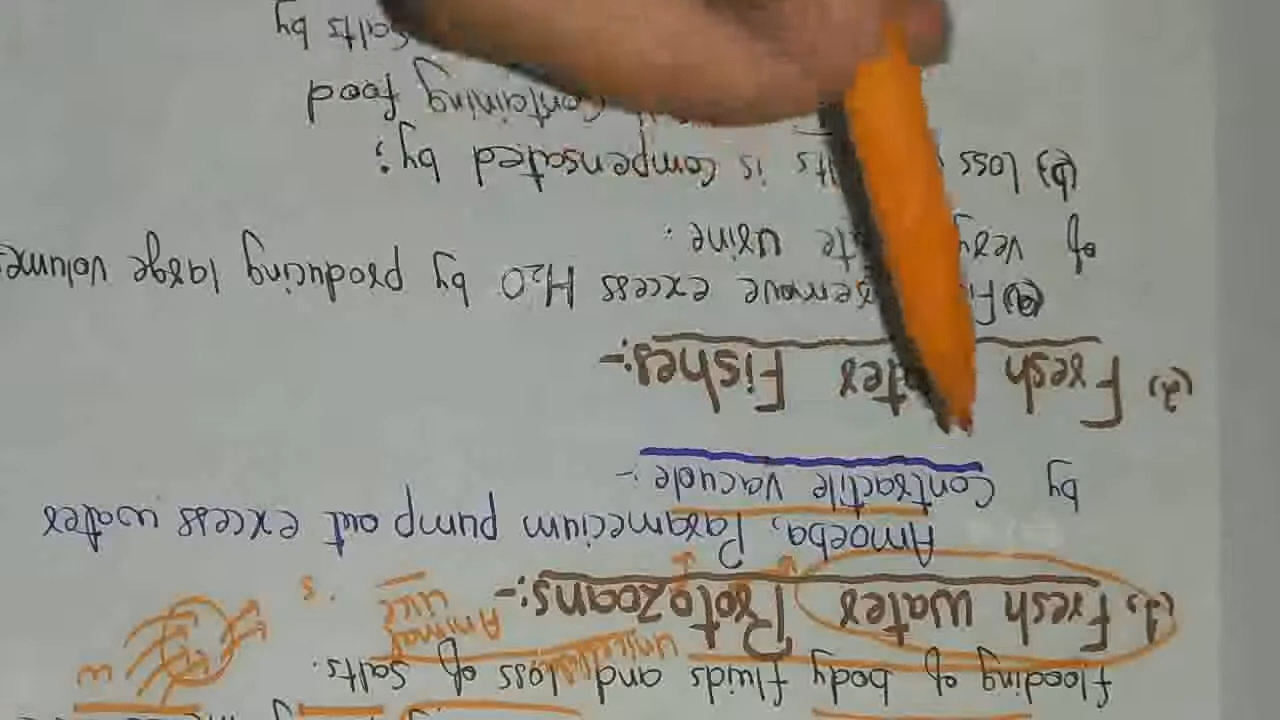 flooding of body fluids and loss of salts.
unicellular
Animal
like
w
s
(1), Fresh water Protozoans:-
Amoeba, Paramecium pump out excess water
by Contractile vacuole:-
(2), Fresh Fishes:-
(a) remove excess H2O by producing large volume
of very urine.
(b) loss is compensated by;
Containing food
Salts by